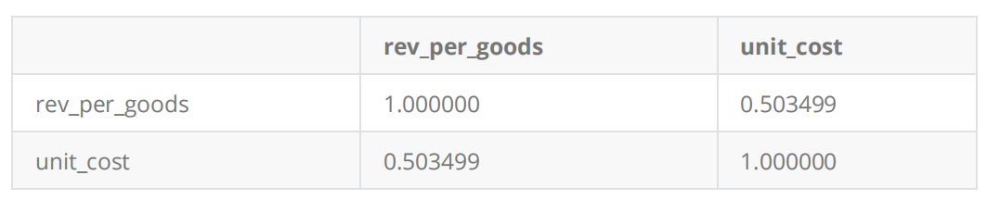 rev_per_goods unit_cost
rev_per_goods 1.000000 0.503499
unit_cost 0.503499 1.000000